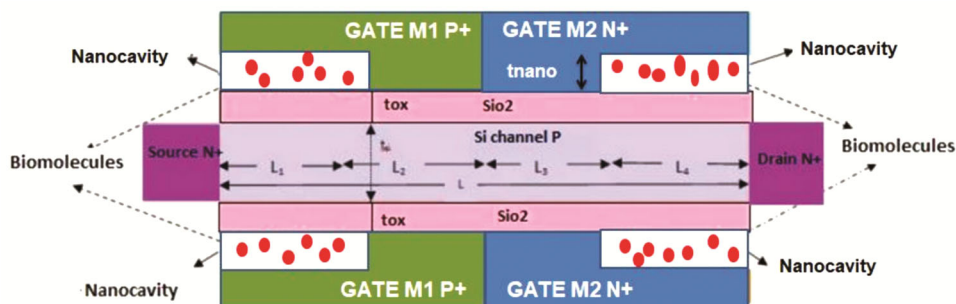 GATE M1 P+
GATE M2 N+
Nanocavity
Nanocavity
tnano
tox
Sio2
Si channel P
Biomolecules
Source N+
Drain N+
Biomolecules
L₁
L₂
L₃
L₄
L
tox
Sio2
Nanocavity
Nanocavity
GATE M1 P+
GATE M2 N+